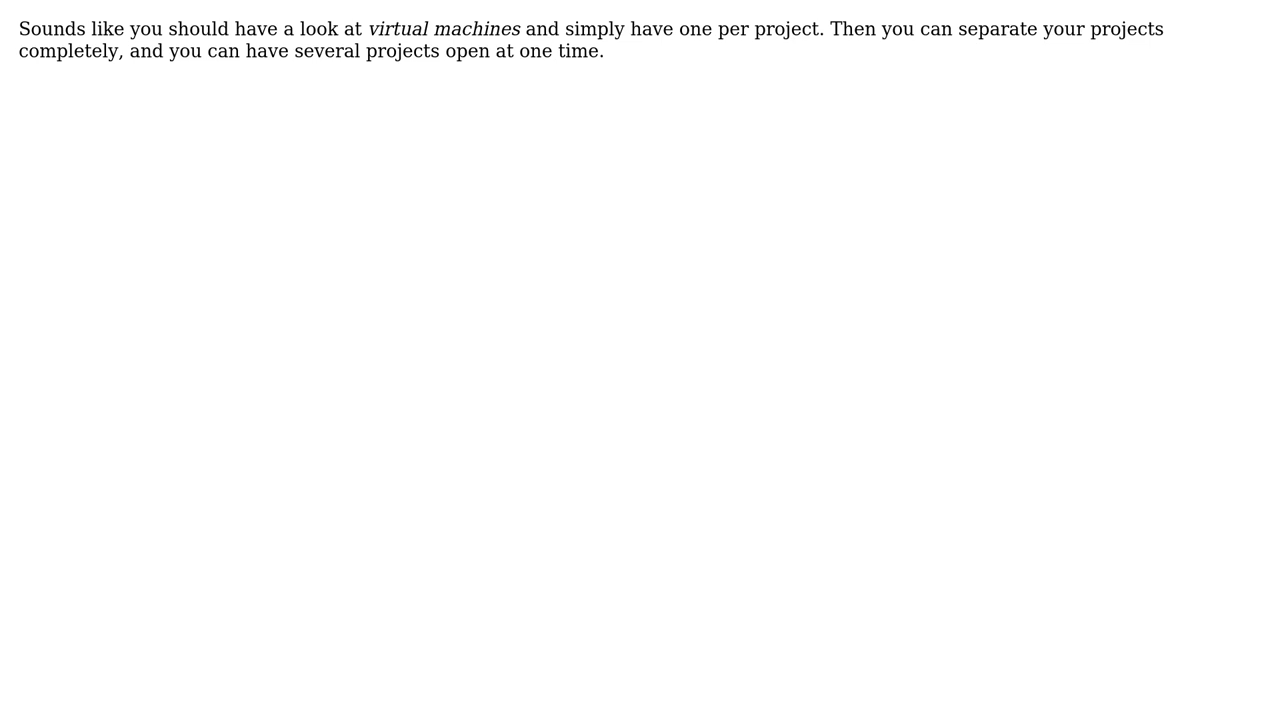 Sounds like you should have a look at virtual machines and simply have one per project. Then you can separate your projects
completely, and you can have several projects open at one time.